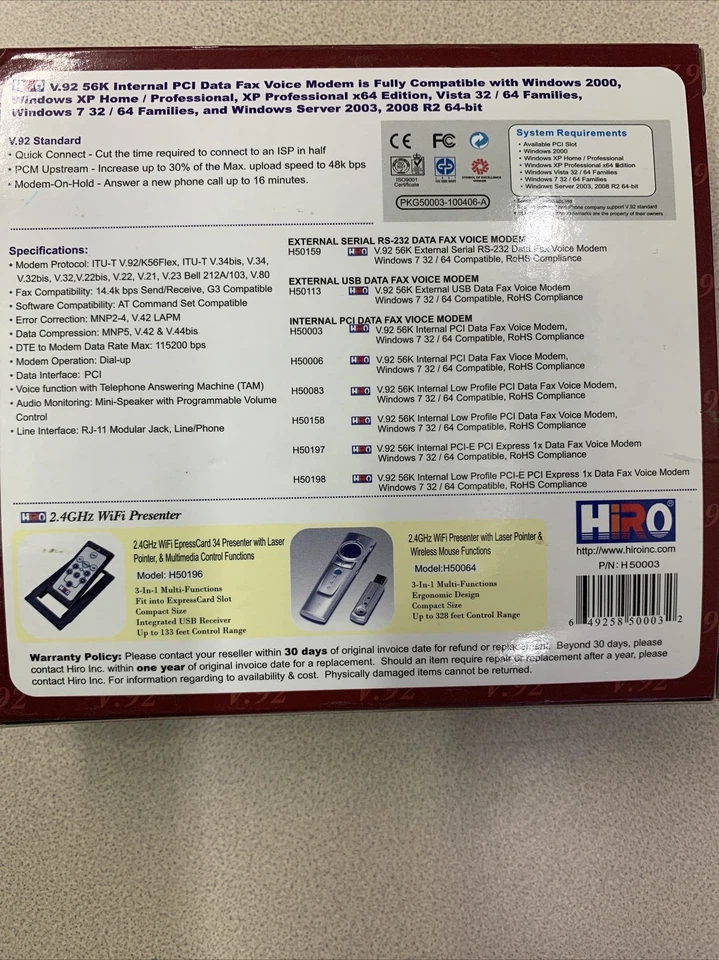 HiRO V.92 56K Internal PCI Data Fax Voice Modem is Fully Compatible with Windows 2000,
Windows XP Home / Professional, XP Professional x64 Edition, Vista 32 / 64 Families,
Windows 7 32 / 64 Families, and Windows Server 2003, 2008 R2 64-bit
V.92 Standard
• Quick Connect - Cut the time required to connect to an ISP in half
• PCM Upstream - Increase up to 30% of the Max. upload speed to 48k bps
• Modem-On-Hold - Answer a new phone call up to 16 minutes.
CE FC
ISO9001
Certificate
PKG50003-100406-A
System Requirements
• Available PCI Slot
• Windows 2000
• Windows XP Home / Professional
• Windows XP Professional x64 Edition
• Windows Vista 32 / 64 Families
• Windows 7 32 / 64 Families
• Windows Server 2003, 2008 R2 64-bit
company support V.92 standard
are the property of their owners
Specifications:
• Modem Protocol: ITU-T V.92/K56Flex, ITU-T V.34bis, V.34,
V.32bis, V.32,V.22bis, V.22, V.21, V.23 Bell 212A/103, V.80
• Fax Compatibility: 14.4k bps Send/Receive, G3 Compatible
• Software Compatibility: AT Command Set Compatible
• Error Correction: MNP2-4, V.42 LAPM
• Data Compression: MNP5, V.42 & V.44bis
• DTE to Modem Data Rate Max: 115200 bps
• Modem Operation: Dial-up
• Data Interface: PCI
• Voice function with Telephone Answering Machine (TAM)
• Audio Monitoring: Mini-Speaker with Programmable Volume
Control
• Line Interface: RJ-11 Modular Jack, Line/Phone
EXTERNAL SERIAL RS-232 DATA FAX VOICE MODEM
H50159 HiRO V.92 56K External Serial RS-232 Data Fax Voice Modem
Windows 7 32 / 64 Compatible, RoHS Compliance
EXTERNAL USB DATA FAX VOICE MODEM
H50113 HiRO V.92 56K External USB Data Fax Voice Modem
Windows 7 32 / 64 Compatible, RoHS Compliance
INTERNAL PCI DATA FAX VIOCE MODEM
H50003 HiRO V.92 56K Internal PCI Data Fax Vioce Modem,
Windows 7 32 / 64 Compatible, RoHS Compliance
H50006 HiRO V.92 56K Internal PCI Data Fax Vioce Modem,
Windows 7 32 / 64 Compatible, RoHS Compliance
H50083 HiRO V.92 56K Internal Low Profile PCI Data Fax Voice Modem,
Windows 7 32 / 64 Compatible, RoHS Compliance
H50158 HiRO V.92 56K Internal Low Profile PCI Data Fax Voice Modem,
Windows 7 32 / 64 Compatible, RoHS Compliance
H50197 HiRO V.92 56K Internal PCI-E PCI Express 1x Data Fax Voice Modem
Windows 7 32 / 64 Compatible, RoHS Compliance
H50198 HiRO V.92 56K Internal Low Profile PCI-E PCI Express 1x Data Fax Voice Modem
Windows 7 32 / 64 Compatible, RoHS Compliance
HiRO 2.4GHz WiFi Presenter
2.4GHz WiFi EpressCard 34 Presenter with Laser
Pointer, & Multimedia Control Functions
Model: H50196
3-In-1 Multi-Functions
Fit into ExpressCard Slot
Compact Size
Integrated USB Receiver
Up to 133 feet Control Range
2.4GHz WiFi Presenter with Laser Pointer &
Wireless Mouse Functions
Model:H50064
3-In-1 Multi-Functions
Ergonomic Design
Compact Size
Up to 328 feet Control Range
HiRO®
http://www.hiroinc.com
P/N: H50003
6 49258 50003 2
Warranty Policy: Please contact your reseller within 30 days of original invoice date for refund or replacement. Beyond 30 days, please
contact Hiro Inc. within one year of original invoice date for a replacement. Should an item require repair or replacement after a year, please
contact Hiro Inc. For information regarding to availability & cost. Physically damaged items cannot be returned.
V.92